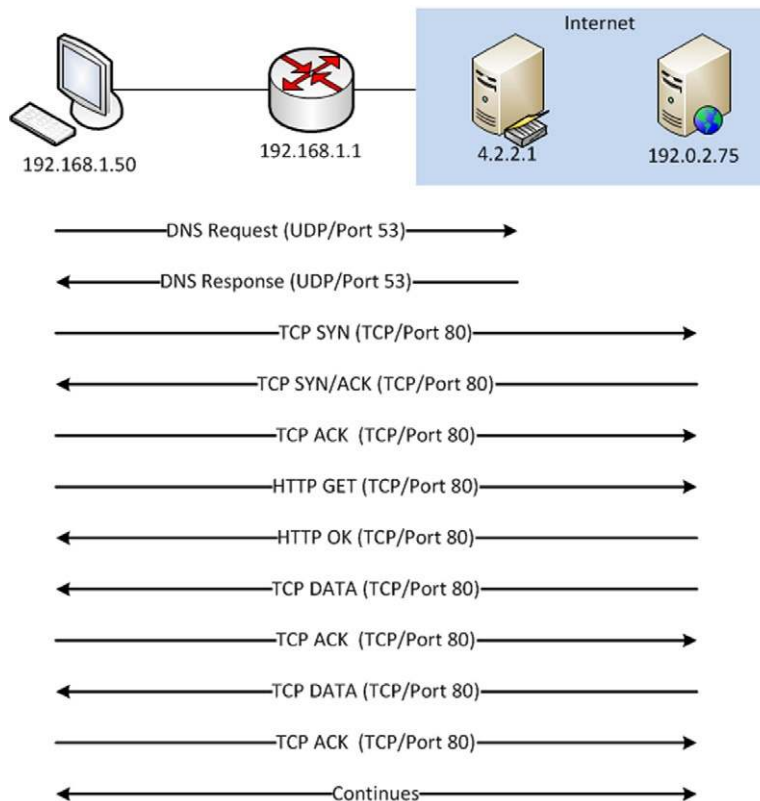 Internet
192.168.1.50
192.168.1.1
4.2.2.1
192.0.2.75
DNS Request (UDP/Port 53)
DNS Response (UDP/Port 53)
TCP SYN (TCP/Port 80)
TCP SYN/ACK (TCP/Port 80)
TCP ACK (TCP/Port 80)
HTTP GET (TCP/Port 80)
HTTP OK (TCP/Port 80)
TCP DATA (TCP/Port 80)
TCP ACK (TCP/Port 80)
TCP DATA (TCP/Port 80)
TCP ACK (TCP/Port 80)
Continues